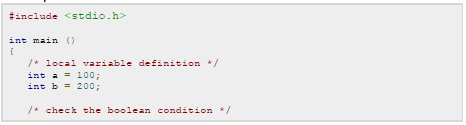 #include <stdio.h>
int main ()
{
/* local variable definition */
int a = 100;
int b = 200;
/* check the boolean condition */